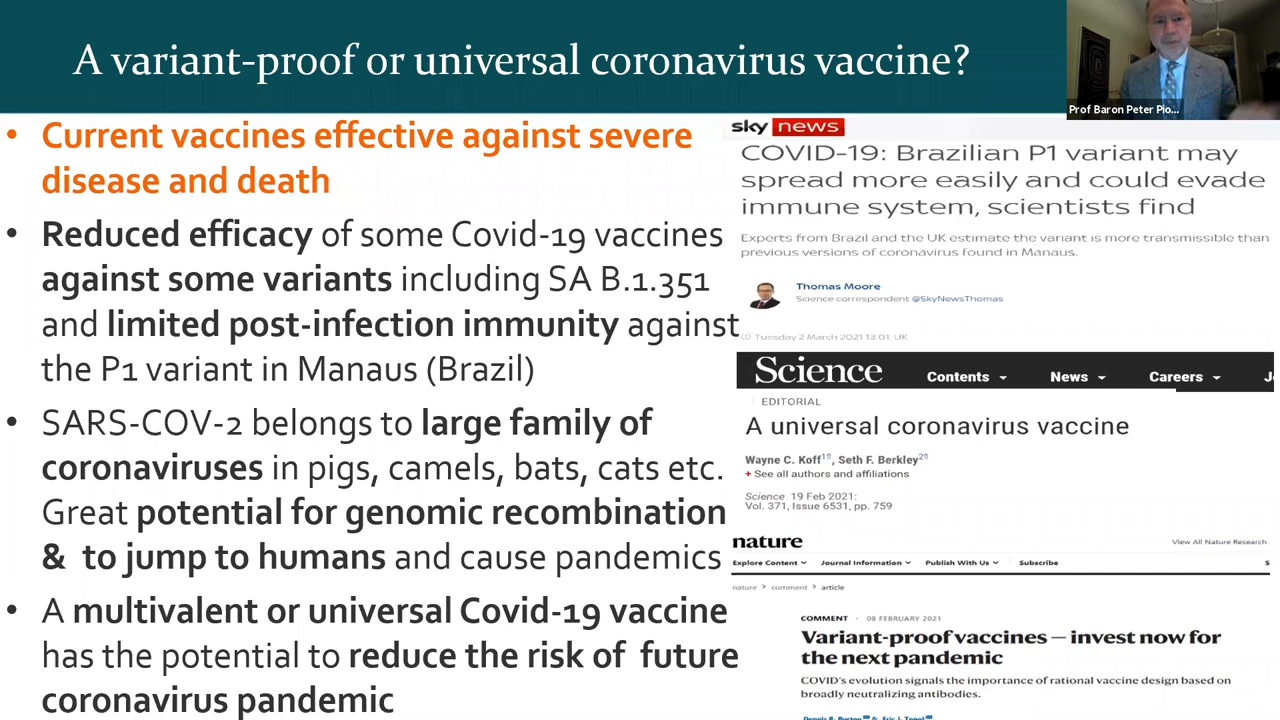 A variant-proof or universal coronavirus vaccine?
Prof Baron Peter Pio...
• Current vaccines effective against severe
disease and death
• Reduced efficacy of some Covid-19 vaccines
against some variants including SA B.1.351
and limited post-infection immunity against
the P1 variant in Manaus (Brazil)
• SARS-COV-2 belongs to large family of
coronaviruses in pigs, camels, bats, cats etc.
Great potential for genomic recombination
& to jump to humans and cause pandemics
• A multivalent or universal Covid-19 vaccine
has the potential to reduce the risk of future
coronavirus pandemic
sky news
COVID-19: Brazilian P1 variant may
spread more easily and could evade
immune system, scientists find
Experts from Brazil and the UK estimate the variant is more transmissible than
previous versions of coronavirus found in Manaus.
Thomas Moore
Science correspondent @SkyNewsThomas
Tuesday 2 March 2021 13:01, UK
Science Contents News Careers J
EDITORIAL
A universal coronavirus vaccine
Wayne C. Koff1, Seth F. Berkley2
+ See all authors and affiliations
Science 19 Feb 2021:
Vol. 371, Issue 6531, pp. 759
nature View All Nature Research
Explore Content Journal Information Publish With Us Subscribe S
nature > comment > article
COMMENT · 08 FEBRUARY 2021
Variant-proof vaccines — invest now for
the next pandemic
COVID's evolution signals the importance of rational vaccine design based on
broadly neutralizing antibodies.
Dennis R. Burton & Eric J. Topol